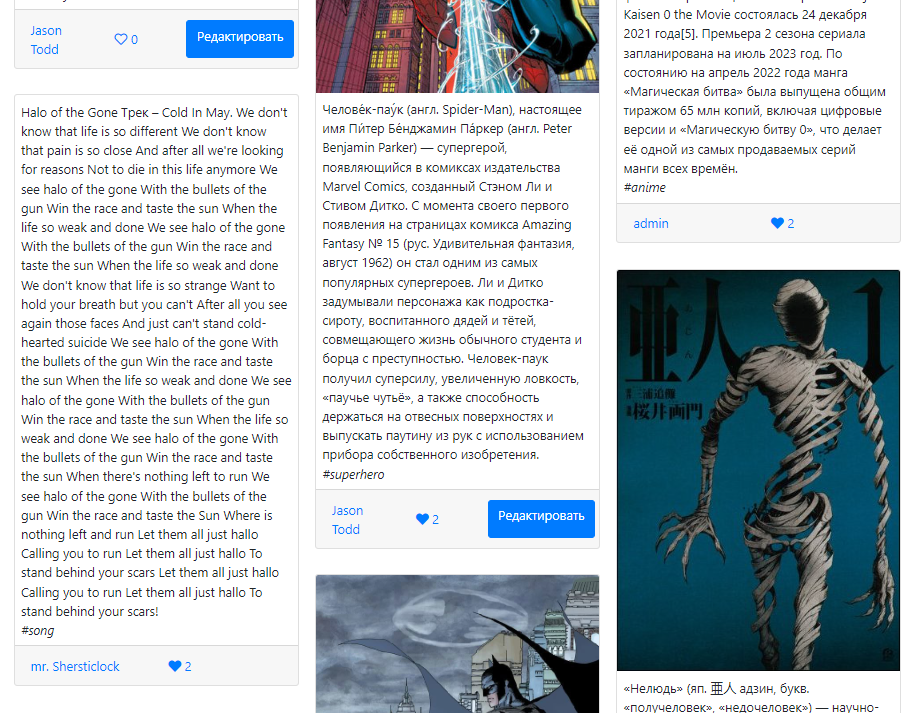 Jason
Todd
0
Редактировать
Halo of the Gone Трек – Cold In May. We don't
know that life is so different We don't know
that pain is so close And after all we're looking
for reasons Not to die in this life anymore We
see halo of the gone With the bullets of the
gun Win the race and taste the sun When the
life so weak and done We see halo of the gone
With the bullets of the gun Win the race and
taste the sun When the life so weak and done
We don't know that life is so strange Want to
hold your breath but you can't After all you see
again those faces And just can't stand cold-
hearted suicide We see halo of the gone With
the bullets of the gun Win the race and taste
the sun When the life so weak and done We see
halo of the gone With the bullets of the gun
Win the race and taste the sun When the life so
weak and done We see halo of the gone With
the bullets of the gun Win the race and taste
the sun When there's nothing left to run We
see halo of the gone With the bullets of the
gun Win the race and taste the Sun Where is
nothing left and run Let them all just hallo
Calling you to run Let them all just hallo To
stand behind your scars Let them all just hallo
Calling you to run Let them all just hallo To
stand behind your scars!
#song
mr. Shersticlock
2
Челове́к-пау́к (англ. Spider-Man), настоящее
имя Пи́тер Бе́нджамин Па́ркер (англ. Peter
Benjamin Parker) — супергерой,
появляющийся в комиксах издательства
Marvel Comics, созданный Стэном Ли и
Стивом Дитко. С момента своего первого
появления на страницах комикса Amazing
Fantasy № 15 (рус. Удивительная фантазия,
август 1962) он стал одним из самых
популярных супергероев. Ли и Дитко
задумывали персонажа как подростка-
сироту, воспитанного дядей и тётей,
совмещающего жизнь обычного студента и
борца с преступностью. Человек-паук
получил суперсилу, увеличенную ловкость,
«паучье чутьё», а также способность
держаться на отвесных поверхностях и
выпускать паутину из рук с использованием
прибора собственного изобретения.
#superhero
Jason
Todd
2
Редактировать
Kaisen 0 the Movie состоялась 24 декабря
2021 года[5]. Премьера 2 сезона сериала
запланирована на июль 2023 год. По
состоянию на апрель 2022 года манга
«Магическая битва» была выпущена общим
тиражом 65 млн копий, включая цифровые
версии и «Магическую битву 0», что делает
её одной из самых продаваемых серий
манги всех времён.
#anime
admin
2
亜人 1
あじん
三浦追儺
桜井画門
«Нелюдь» (яп. 亜人 адзин, букв.
«получеловек», «недочеловек») — научно-